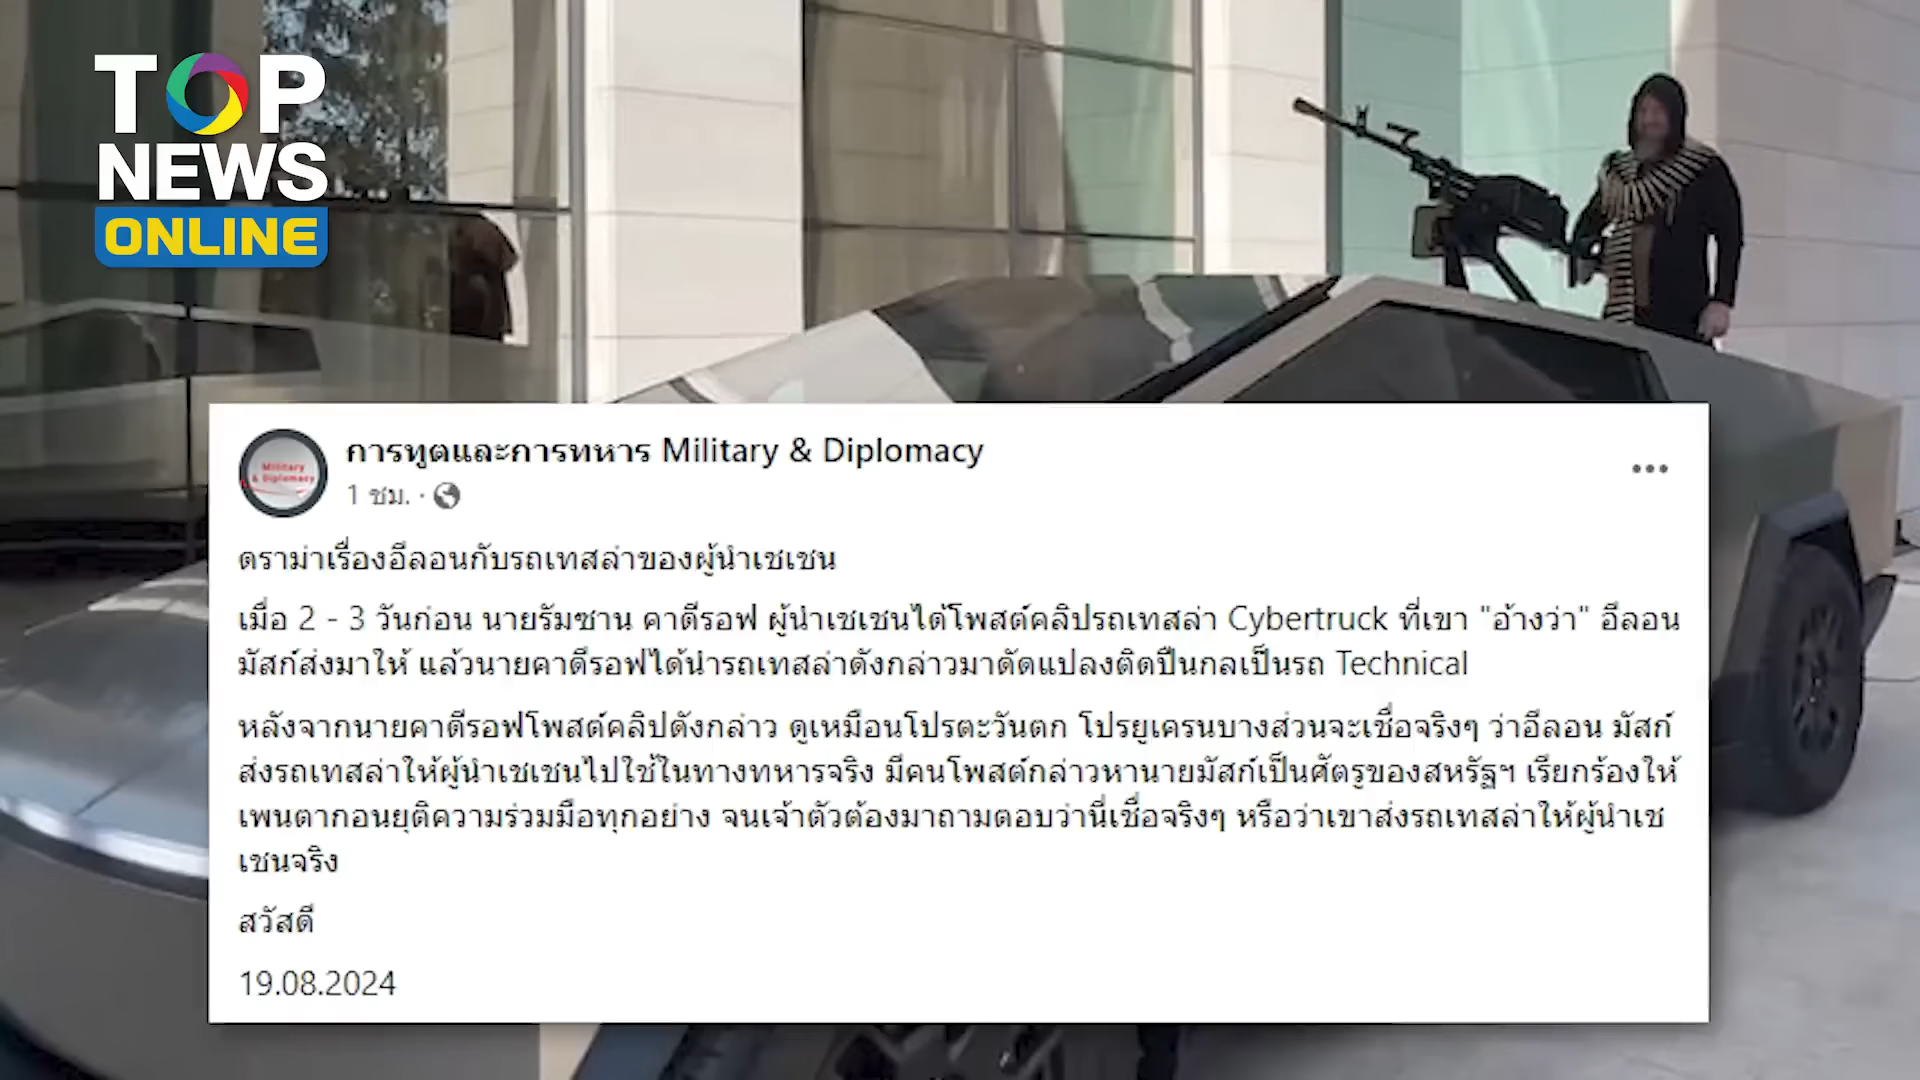 TOP
NEWS
ONLINE
การทูตและการทหาร Military & Diplomacy
1 ชม. ·
Military
& Diplomacy
ดราม่าเรื่องอีลอนกับรถเทสล่าของผู้นำเชเชน
เมื่อ 2 - 3 วันก่อน นายรัมซาน คาดีรอฟ ผู้นำเชเชนได้โพสต์คลิปรถเทสล่า Cybertruck ที่เขา "อ้างว่า" อีลอน
มัสก์ส่งมาให้ แล้วนายคาดีรอฟได้นำรถเทสล่าดังกล่าวมาดัดแปลงติดปืนกลเป็นรถ Technical
หลังจากนายคาดีรอฟโพสต์คลิปดังกล่าว ดูเหมือนโปรตะวันตก โปรยูเครนบางส่วนจะเชื่อจริงๆ ว่าอีลอน มัสก์
ส่งรถเทสล่าให้ผู้นำเชเชนไปใช้ในทางทหารจริง มีคนโพสต์กล่าวหานายมัสก์เป็นศัตรูของสหรัฐฯ เรียกร้องให้
เพนตากอนยุติความร่วมมือทุกอย่าง จนเจ้าตัวต้องมาถามตอบว่านี่เชื่อจริงๆ หรือว่าเขาส่งรถเทสล่าให้ผู้นำเช
เชนจริง
สวัสดี
19.08.2024